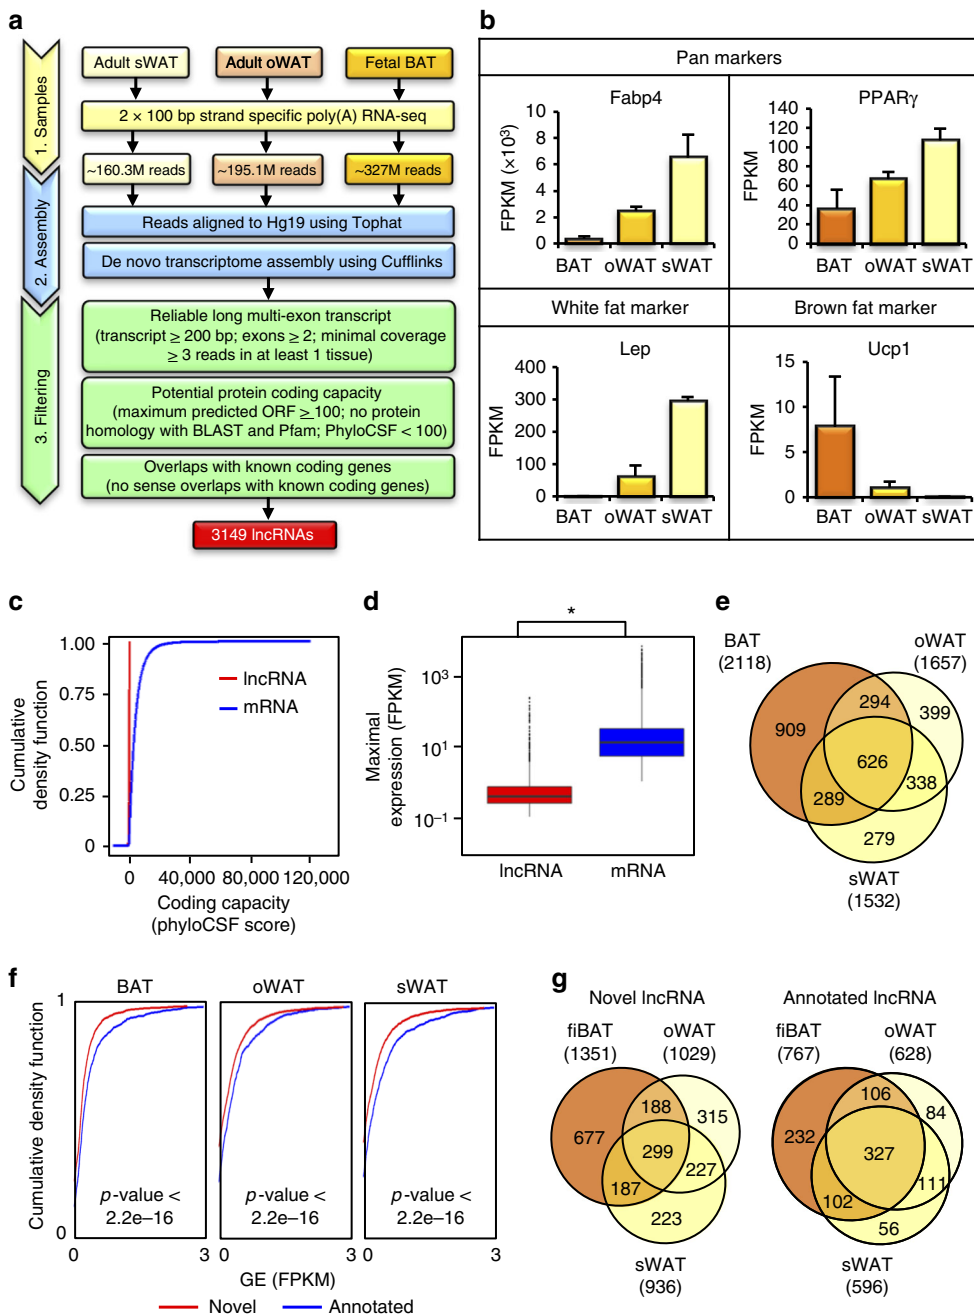 a
1. Samples
2. Assembly
3. Filtering
Adult sWAT
Adult oWAT
Fetal BAT
2 × 100 bp strand specific poly(A) RNA-seq
~160.3M reads
~195.1M reads
~327M reads
Reads aligned to Hg19 using Tophat
De novo transcriptome assembly using Cufflinks
Reliable long multi-exon transcript
(transcript ≥ 200 bp; exons ≥ 2; minimal coverage
≥ 3 reads in at least 1 tissue)
Potential protein coding capacity
(maximum predicted ORF ≥ 100; no protein
homology with BLAST and Pfam; PhyloCSF < 100)
Overlaps with known coding genes
(no sense overlaps with known coding genes)
3149 lncRNAs
b
Pan markers
Fabp4
FPKM (×10³)
10
8
6
4
2
0
BAT oWAT sWAT
PPARγ
FPKM
140
120
100
80
60
40
20
0
BAT oWAT sWAT
White fat marker
Lep
FPKM
400
300
200
100
0
BAT oWAT sWAT
Brown fat marker
Ucp1
FPKM
15
10
5
0
BAT oWAT sWAT
c
Cumulative
density function
1.00
0.75
0.50
0.25
0
lncRNA
mRNA
0 40,000 80,000 120,000
Coding capacity
(phyloCSF score)
d
*
Maximal
expression (FPKM)
10³
10¹
10⁻¹
lncRNA mRNA
e
BAT
(2118)
oWAT
(1657)
294
399
909
626
338
289
279
sWAT
(1532)
f
Cumulative density function
1
0
BAT
oWAT
sWAT
p-value <
2.2e−16
p-value <
2.2e−16
p-value <
2.2e−16
0 3 0 3 0 3
GE (FPKM)
Novel Annotated
g
Novel lncRNA
fiBAT
(1351)
oWAT
(1029)
188
315
677
299
227
187
223
sWAT
(936)
Annotated lncRNA
fiBAT
(767)
oWAT
(628)
106
84
232
327
111
102
56
sWAT
(596)